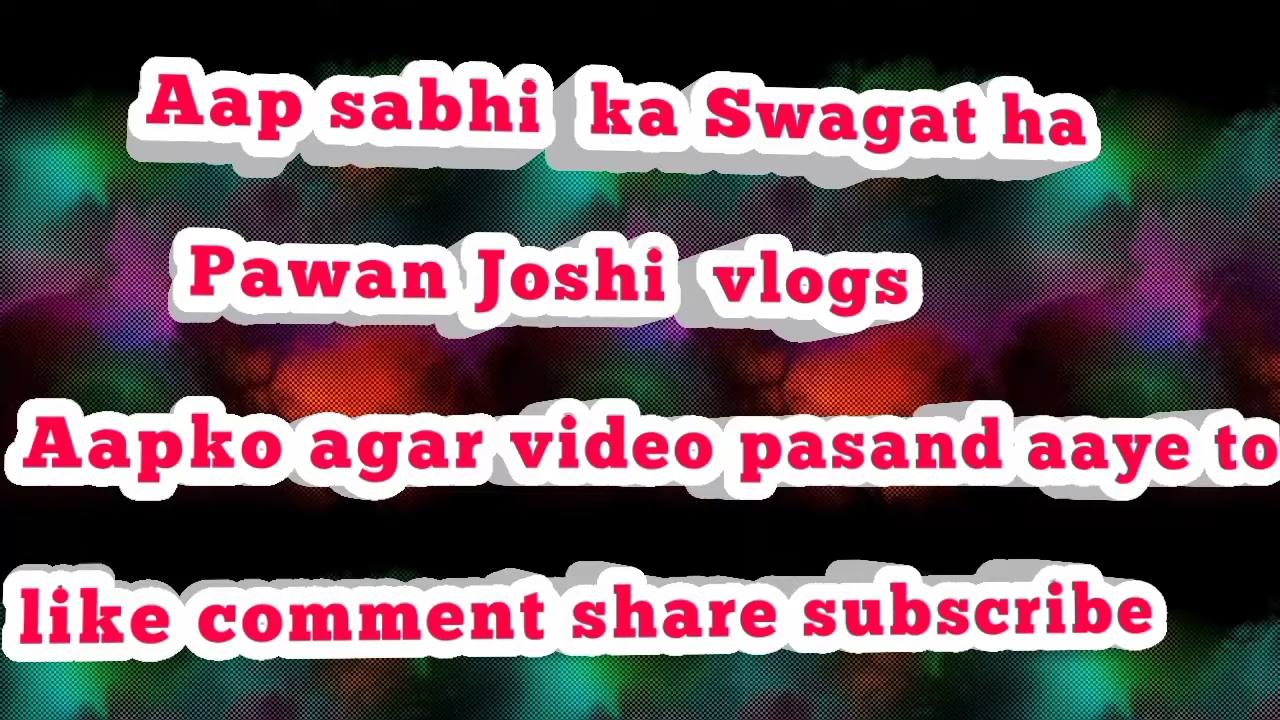 Aap sabhi ka Swagat ha
Pawan Joshi vlogs
Aapko agar video pasand aaye to
like comment share subscribe